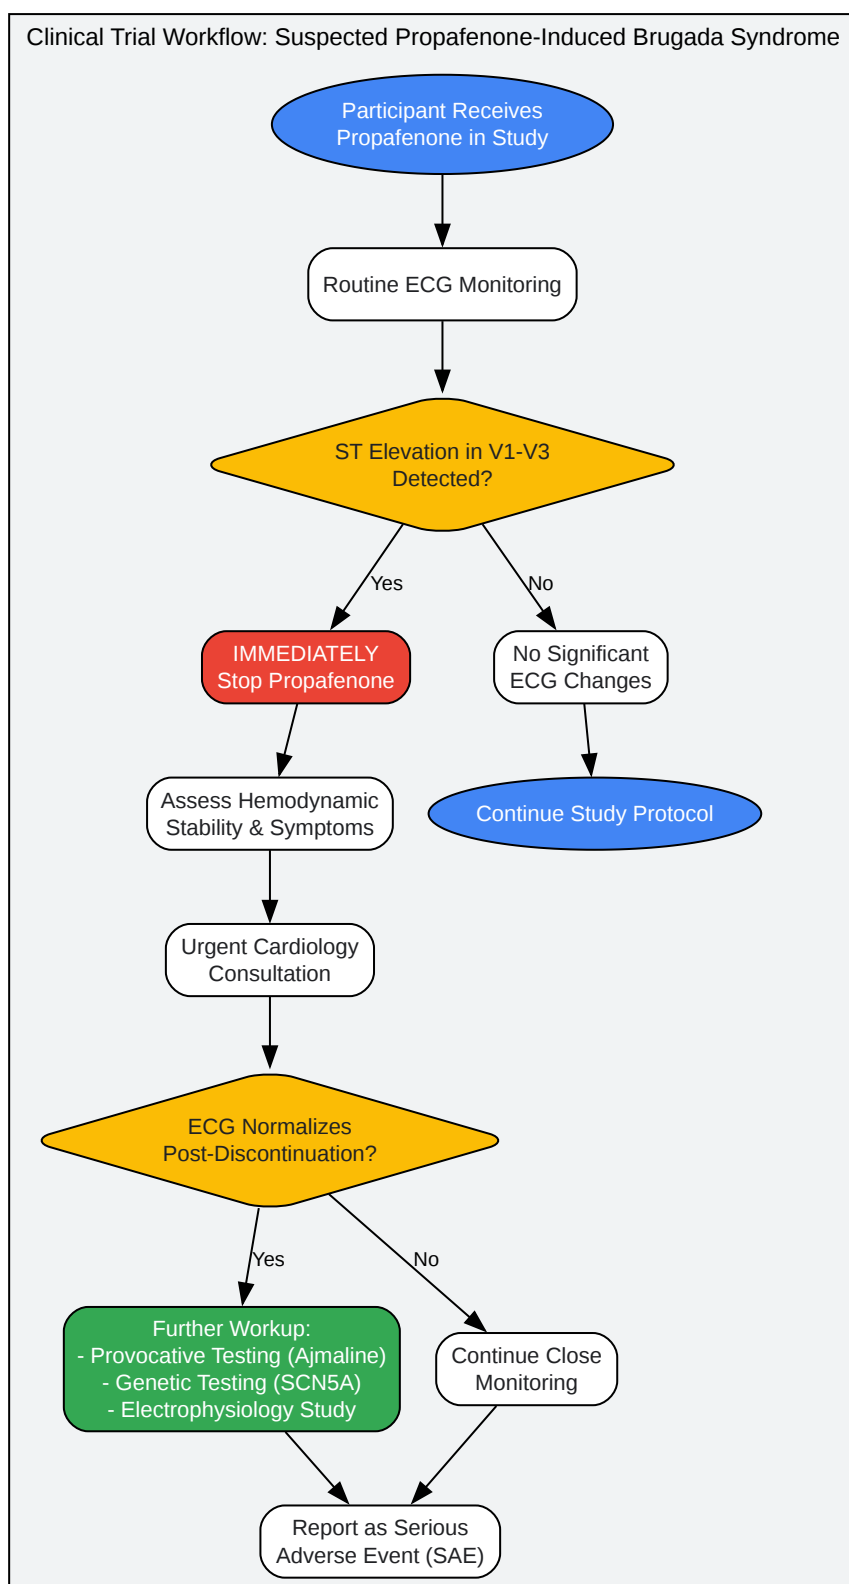 Clinical Trial Workflow: Suspected Propafenone-Induced Brugada Syndrome
Participant Receives
Propafenone in Study
Routine ECG Monitoring
ST Elevation in V1-V3
Detected?
Yes
No
IMMEDIATELY
Stop Propafenone
No Significant
ECG Changes
Assess Hemodynamic
Stability & Symptoms
Continue Study Protocol
Urgent Cardiology
Consultation
ECG Normalizes
Post-Discontinuation?
Yes
No
Further Workup:
- Provocative Testing (Ajmaline)
- Genetic Testing (SCN5A)
- Electrophysiology Study
Continue Close
Monitoring
Report as Serious
Adverse Event (SAE)